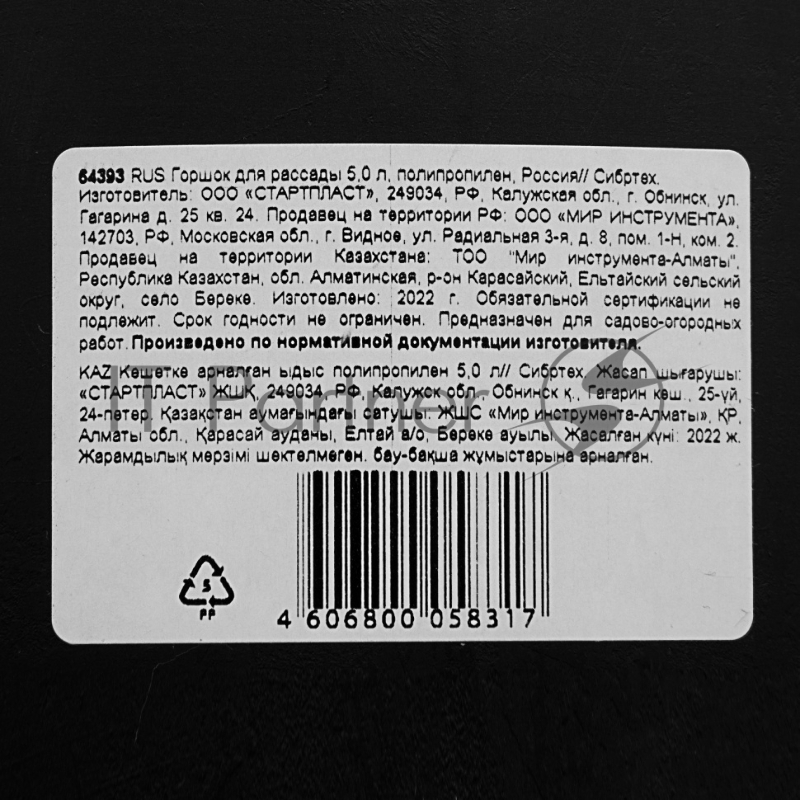 64393 RUS Горшок для рассады 5,0 л, полипропилен, Россия// Сибртех.
Изготовитель: ООО «СТАРТПЛАСТ», 249034, РФ, Калужская обл., г. Обнинск, ул.
Гагарина д. 25 кв. 24. Продавец на территории РФ: ООО «МИР ИНСТРУМЕНТА»,
142703, РФ, Московская обл., г. Видное, ул. Радиальная 3-я, д. 8, пом. 1-Н, ком. 2.
Продавец на территории Казахстана: ТОО "Мир инструмента-Алматы",
Республика Казахстан, обл. Алматинская, р-он Карасайский, Ельтайский сельский
округ, село Береке. Изготовлено: 2022 г. Обязательной сертификации не
подлежит. Срок годности не ограничен. Предназначен для садово-огородных
работ. Произведено по нормативной документации изготовителя.
KAZ Көшетке арналған ыдыс полипропилен 5,0 л// Сибртех. Жасап шығарушы:
«СТАРТПЛАСТ» ЖШҚ, 249034, РФ, Калужск обл., Обнинск қ., Гагарин көш., 25-үй,
24-пәтер. Қазақстан аумағындағы сатушы: ЖШС «Мир инструмента-Алматы», ҚР,
Алматы обл., Қарасай ауданы, Елтай а/о, Береке ауылы. Жасалған күні: 2022 ж.
Жарамдылық мерзімі шектелмеген. бау-бақша жұмыстарына арналған.
IT Partner
5
PP
4 606800 058317